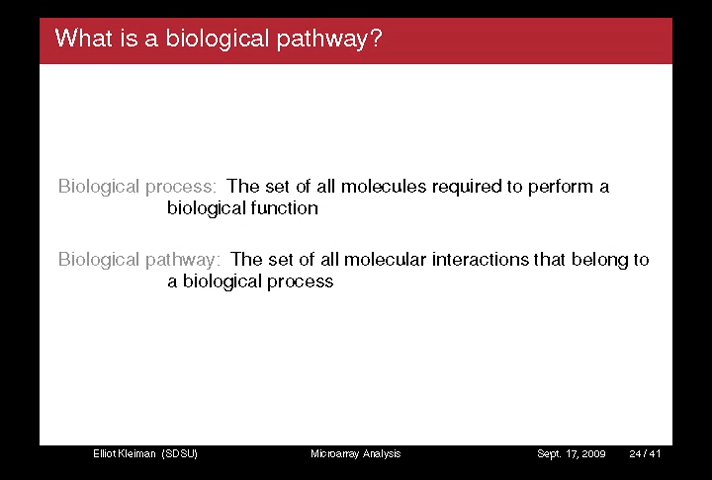 What is a biological pathway?
Biological process: The set of all molecules required to perform a
biological function
Biological pathway: The set of all molecular interactions that belong to
a biological process
Elliot Kleiman (SDSU) Microarray Analysis Sept. 17, 2009 24 / 41